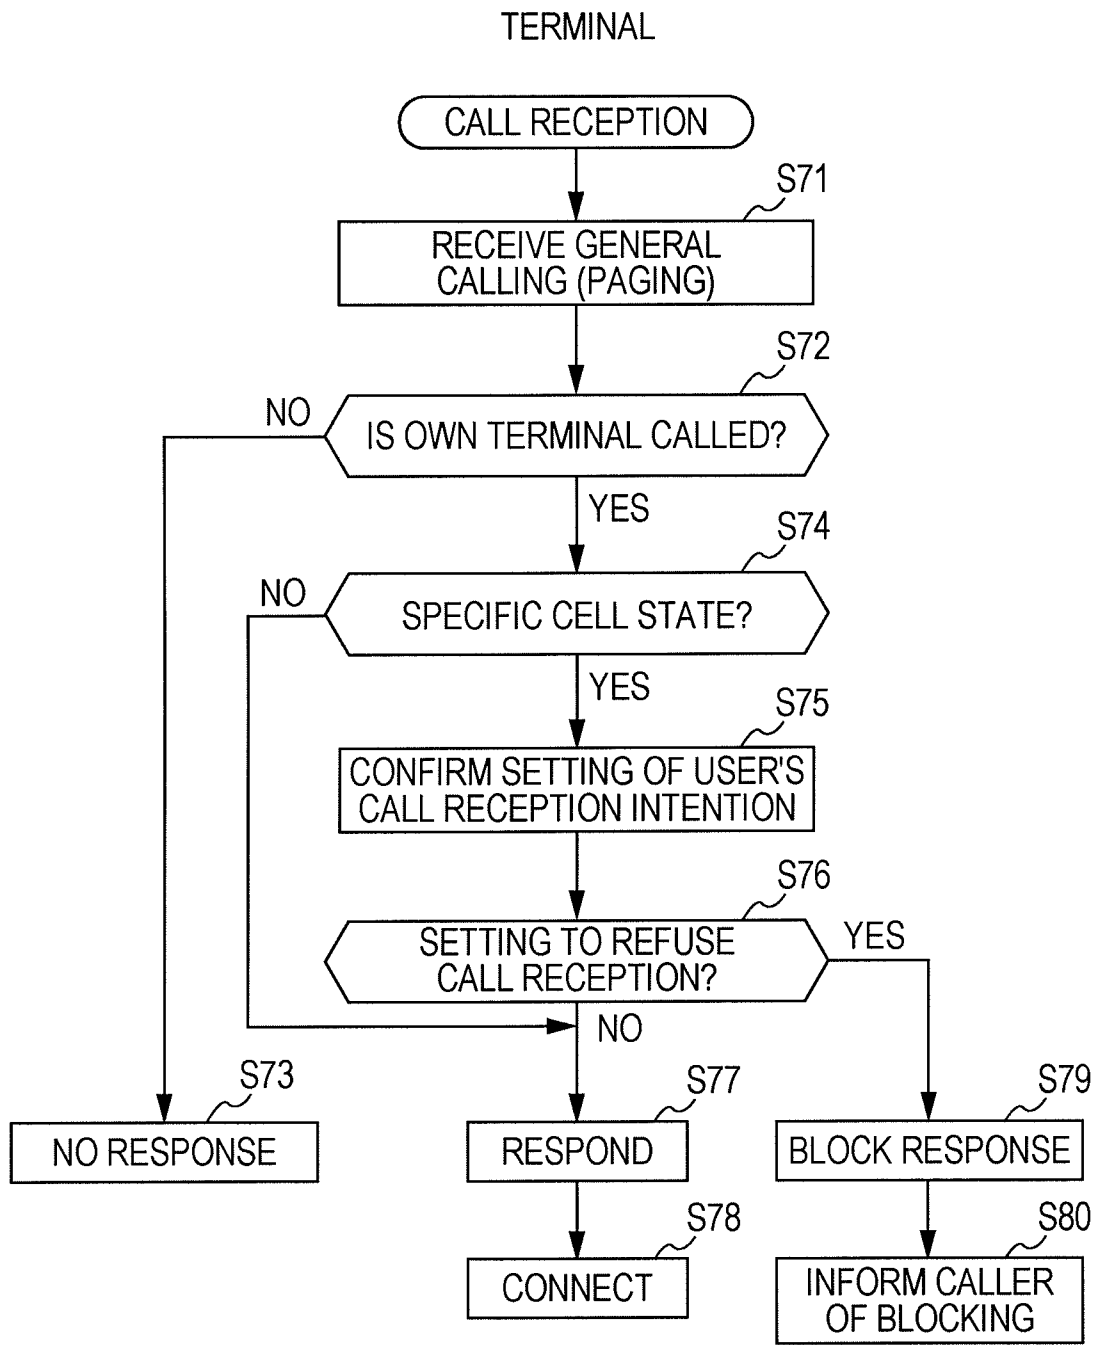 TERMINAL
CALL RECEPTION
S71
RECEIVE GENERAL
CALLING (PAGING)
S72
NO
IS OWN TERMINAL CALLED?
YES
S74
NO
SPECIFIC CELL STATE?
YES
S75
CONFIRM SETTING OF USER'S
CALL RECEPTION INTENTION
S76
SETTING TO REFUSE
CALL RECEPTION?
YES
NO
S73
NO RESPONSE
S77
RESPOND
S79
BLOCK RESPONSE
S78
CONNECT
S80
INFORM CALLER
OF BLOCKING